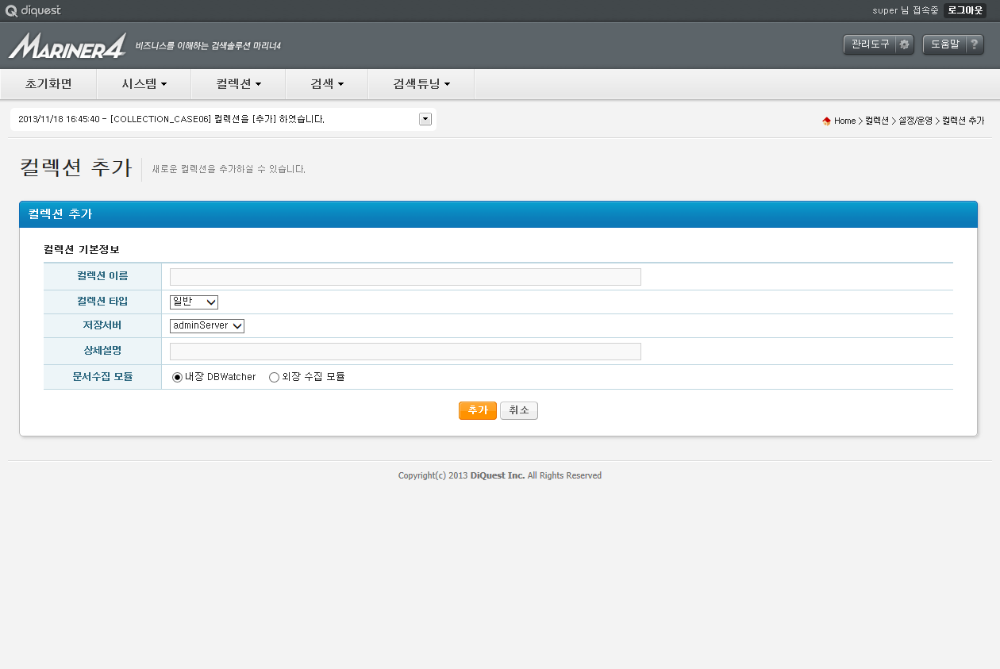 diquest
super 님 접속중 로그아웃
MARINER4 비즈니스를 이해하는 검색솔루션 마리너4
관리도구 도움말 ?
초기화면 시스템 컬렉션 검색 검색튜닝
2013/11/18 16:45:40 - [COLLECTION_CASE06] 컬렉션을 [추가] 하였습니다.
Home > 컬렉션 > 설정/운영 > 컬렉션 추가
컬렉션 추가 새로운 컬렉션을 추가하실 수 있습니다.
컬렉션 추가
컬렉션 기본정보
컬렉션 이름
컬렉션 타입 일반
저장서버 adminServer
상세설명
문서수집 모듈 내장 DBWatcher 외장 수집 모듈
추가 취소
Copyright(c) 2013 DiQuest Inc. All Rights Reserved